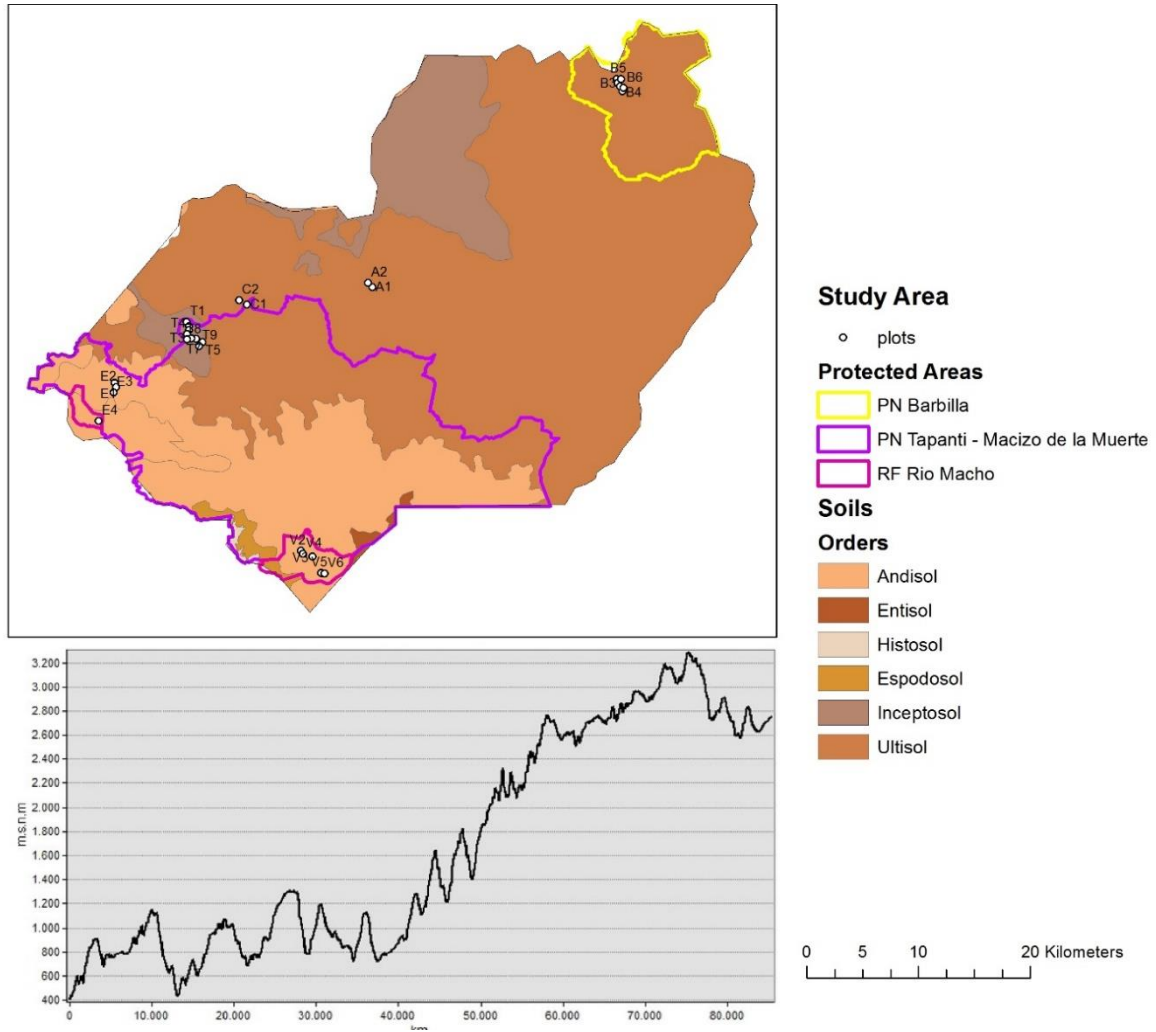 B5
B6
B3
B4
A2
A1
C2
C1
T1
T9
T3
T5
E2
E3
E4
V2
V4
V3
V5
V6
Study Area
plots
Protected Areas
PN Barbilla
PN Tapanti - Macizo de la Muerte
RF Rio Macho
Soils
Orders
Andisol
Entisol
Histosol
Espodosol
Inceptosol
Ultisol
3.200
3.000
2.800
2.600
2.400
2.200
2.000
1.800
1.600
1.400
1.200
1.000
800
600
400
m.s.n.m
0 10.000 20.000 30.000 40.000 50.000 60.000 70.000 80.000
km
0 5 10 20 Kilometers